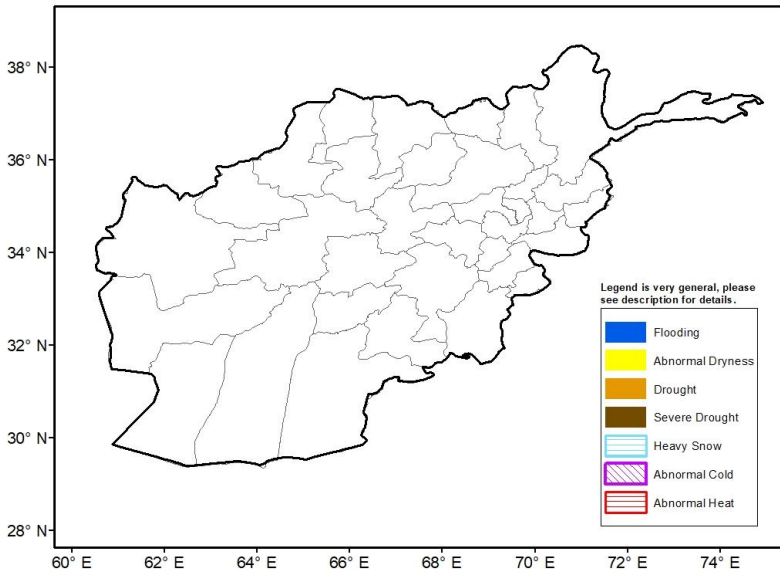 38° N
36° N
34° N
32° N
30° N
28° N
60° E
62° E
64° E
66° E
68° E
70° E
72° E
74° E
Legend is very general, please
see description for details.
Flooding
Abnormal Dryness
Drought
Severe Drought
Heavy Snow
Abnormal Cold
Abnormal Heat